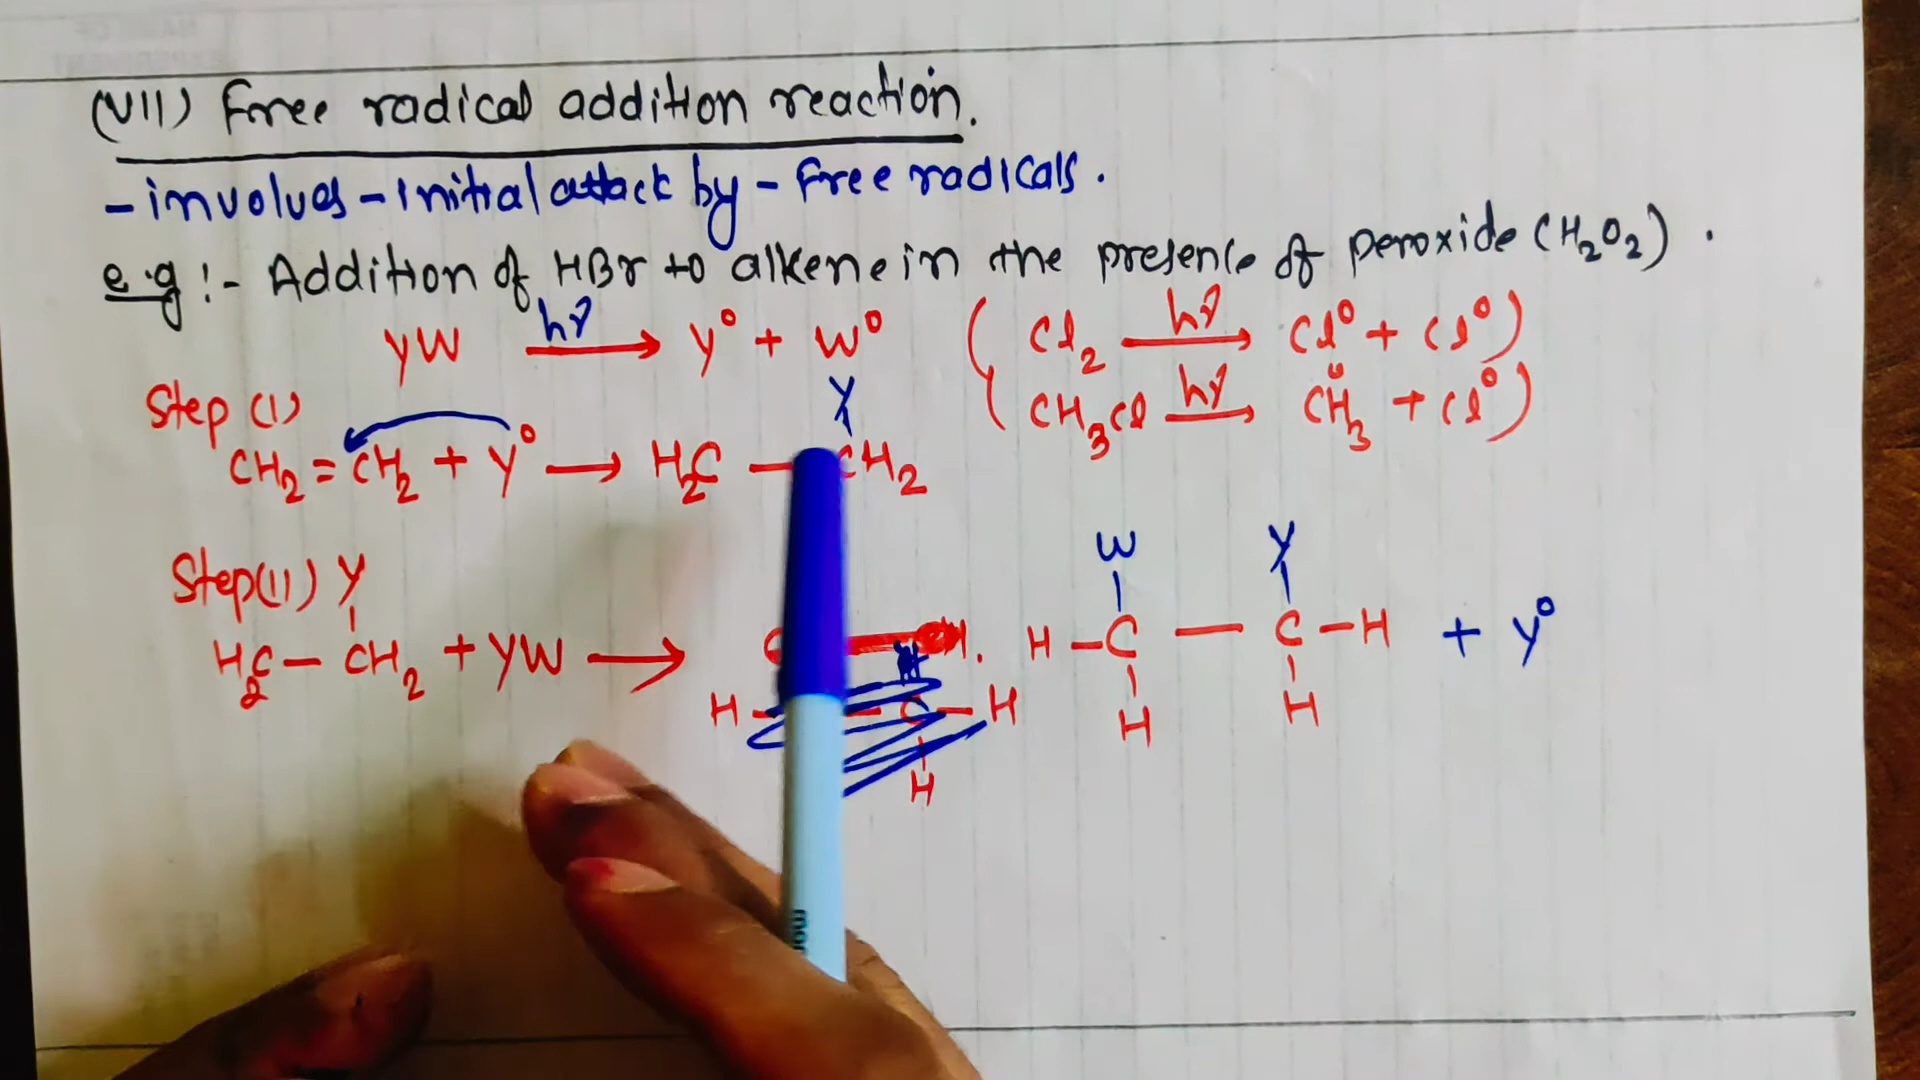 (VII) Free radical addition reaction.
- involves - initial attack by - Free radicals.
e.g :- Addition of HBr to alkene in the presence of peroxide (H₂O₂).
YW —hν→ Y° + W° ( Cl₂ —hν→ Cl° + Cl°)
( CH₃Cl —hν→ C°H₃ + Cl°)
Step (I)
Y
CH₂ = CH₂ + Y° → H₂C — CH₂
Step(II) Y
W Y
H₂C — CH₂ + YW → H — C — C — H + Y°
H H
H H
H